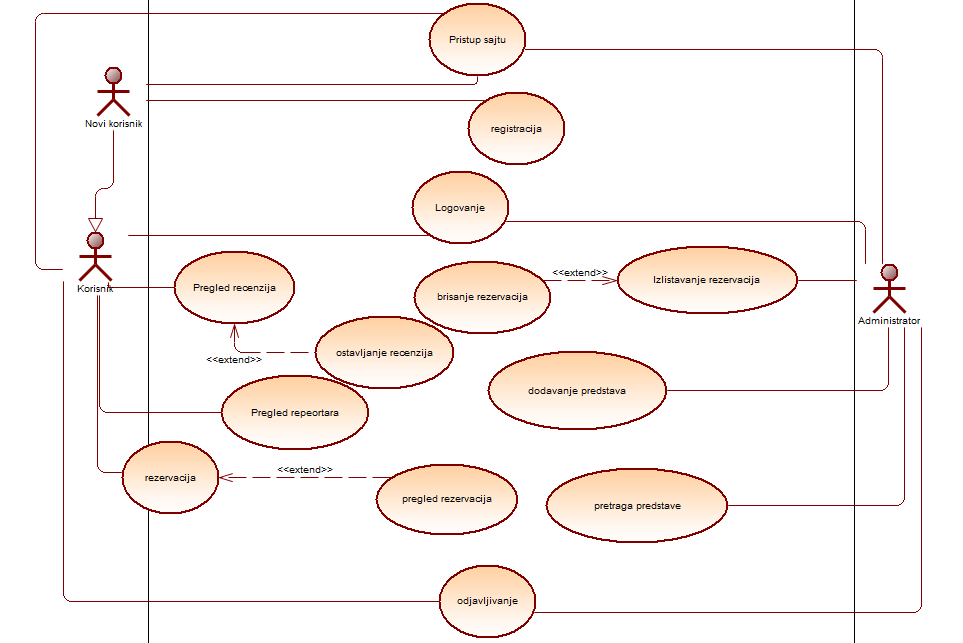 Pristup sajtu
Novi korisnik
registracija
Logovanje
Korisnik
Pregled recenzija
brisanje rezervacija
<<extend>>
Izlistavanje rezervacija
Administrator
<<extend>>
ostavljanje recenzija
dodavanje predstava
Pregled repeortara
rezervacija
<<extend>>
pregled rezervacija
pretraga predstave
odjavljivanje